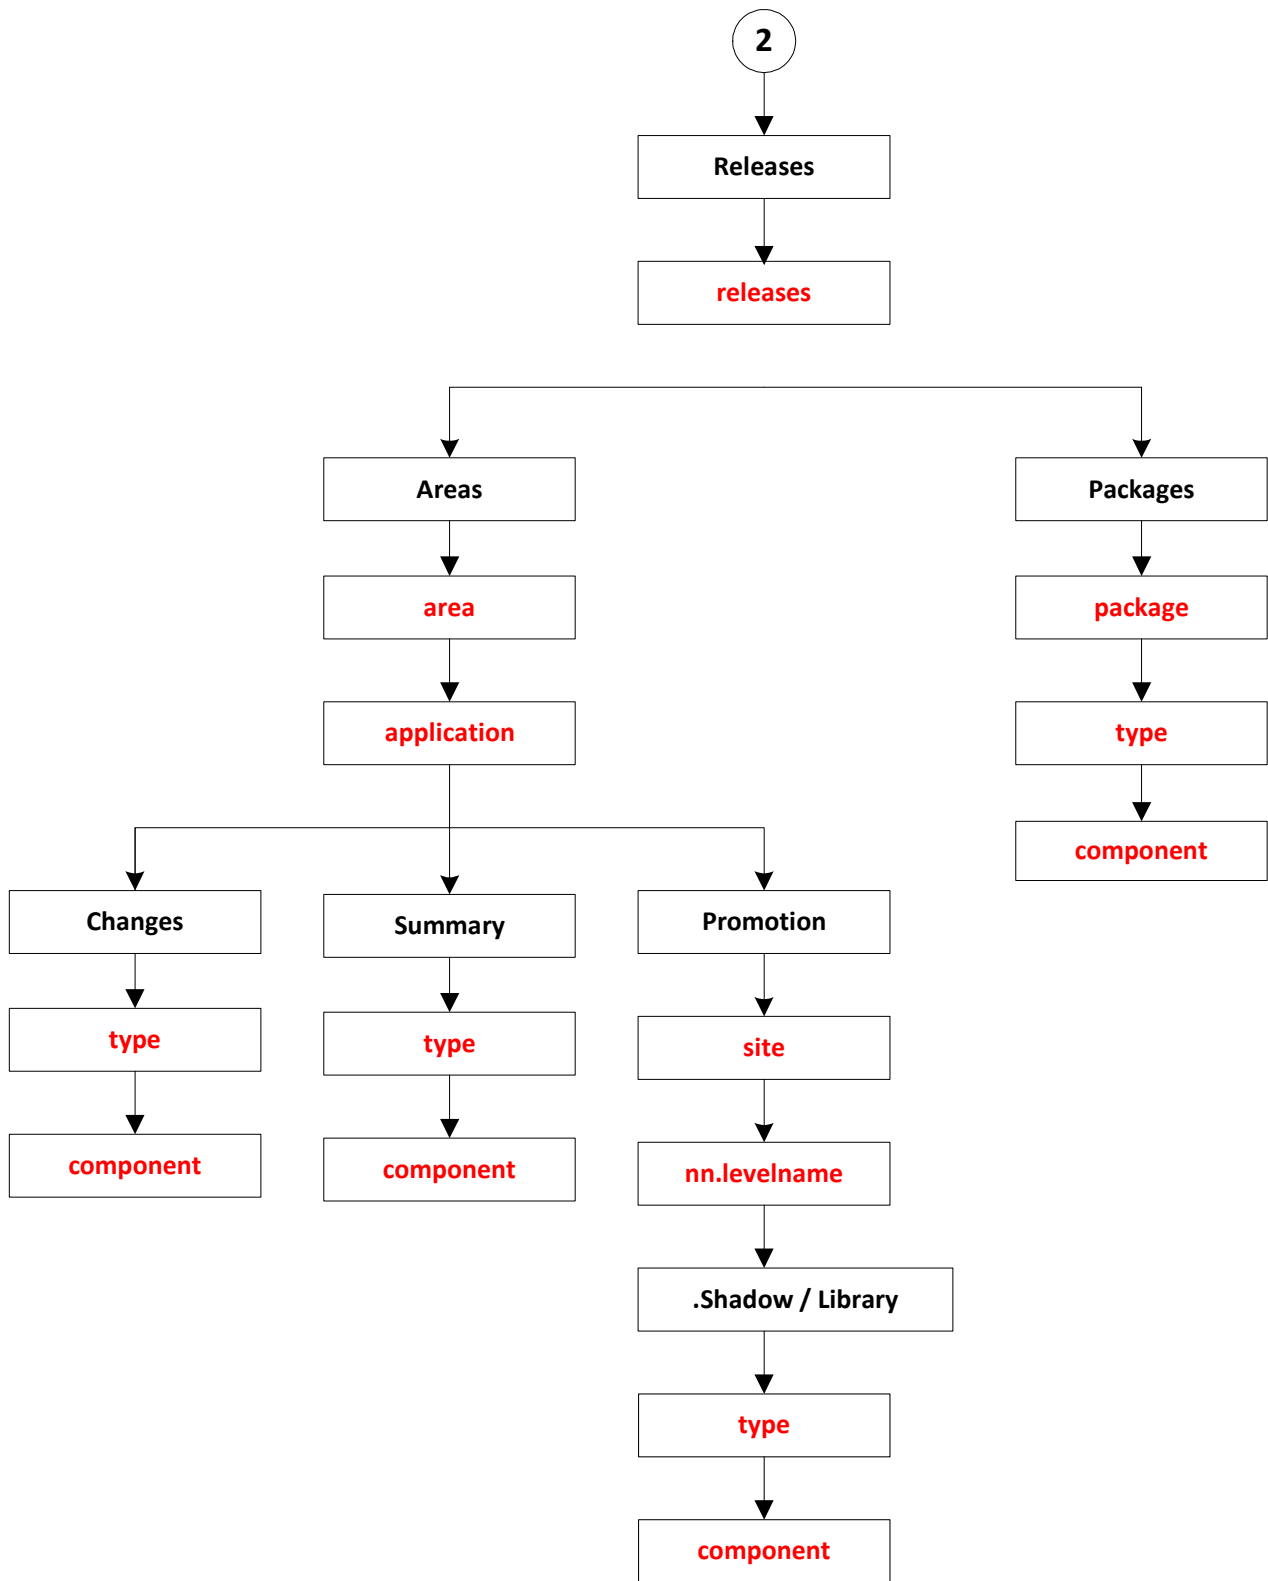 2
Releases
releases
Areas
Packages
area
package
application
type
component
Changes
Summary
Promotion
type
type
site
component
component
nn.levelname
.Shadow / Library
type
component